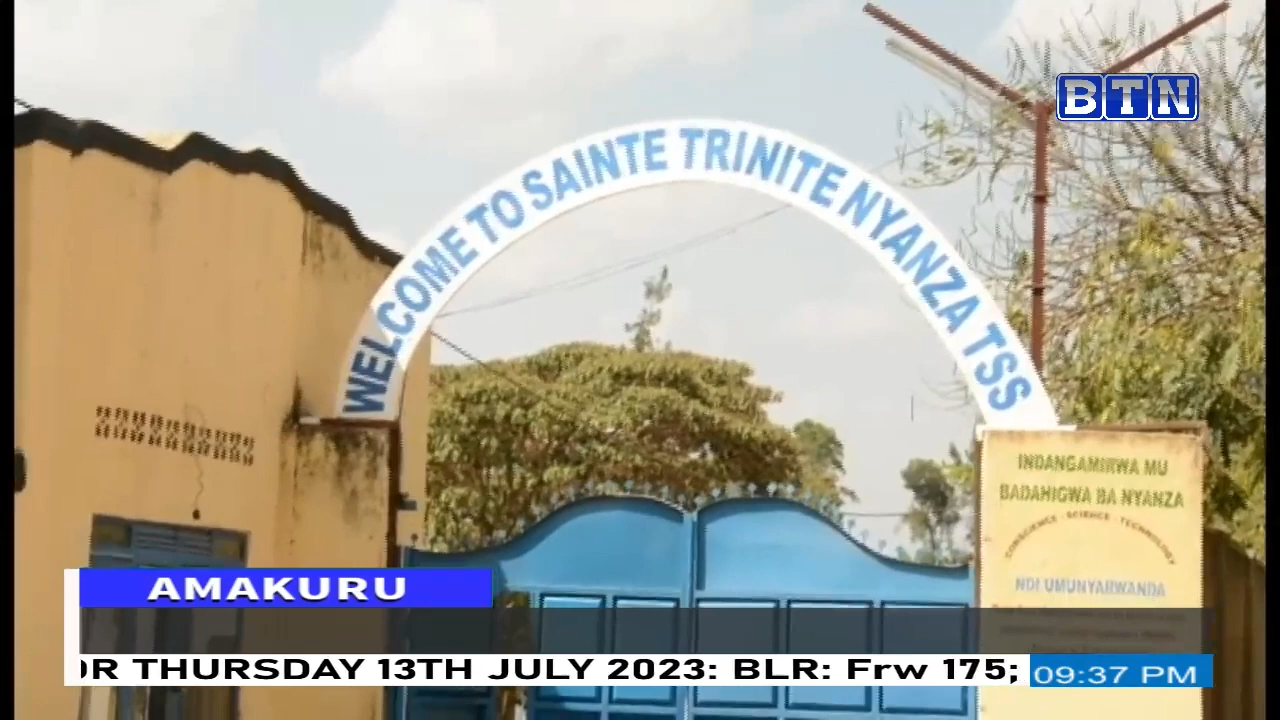 BTN
WELCOME TO SAINTE TRINITE NYANZA TSS
INDANGAMIRWA MU
BADAHIGWA BA NYANZA
CONSCIENCE - SCIENCE - TECHNOLOGY
NDI UMUNYARWANDA
AMAKURU
OR THURSDAY 13TH JULY 2023: BLR: Frw 175;
09:37 PM